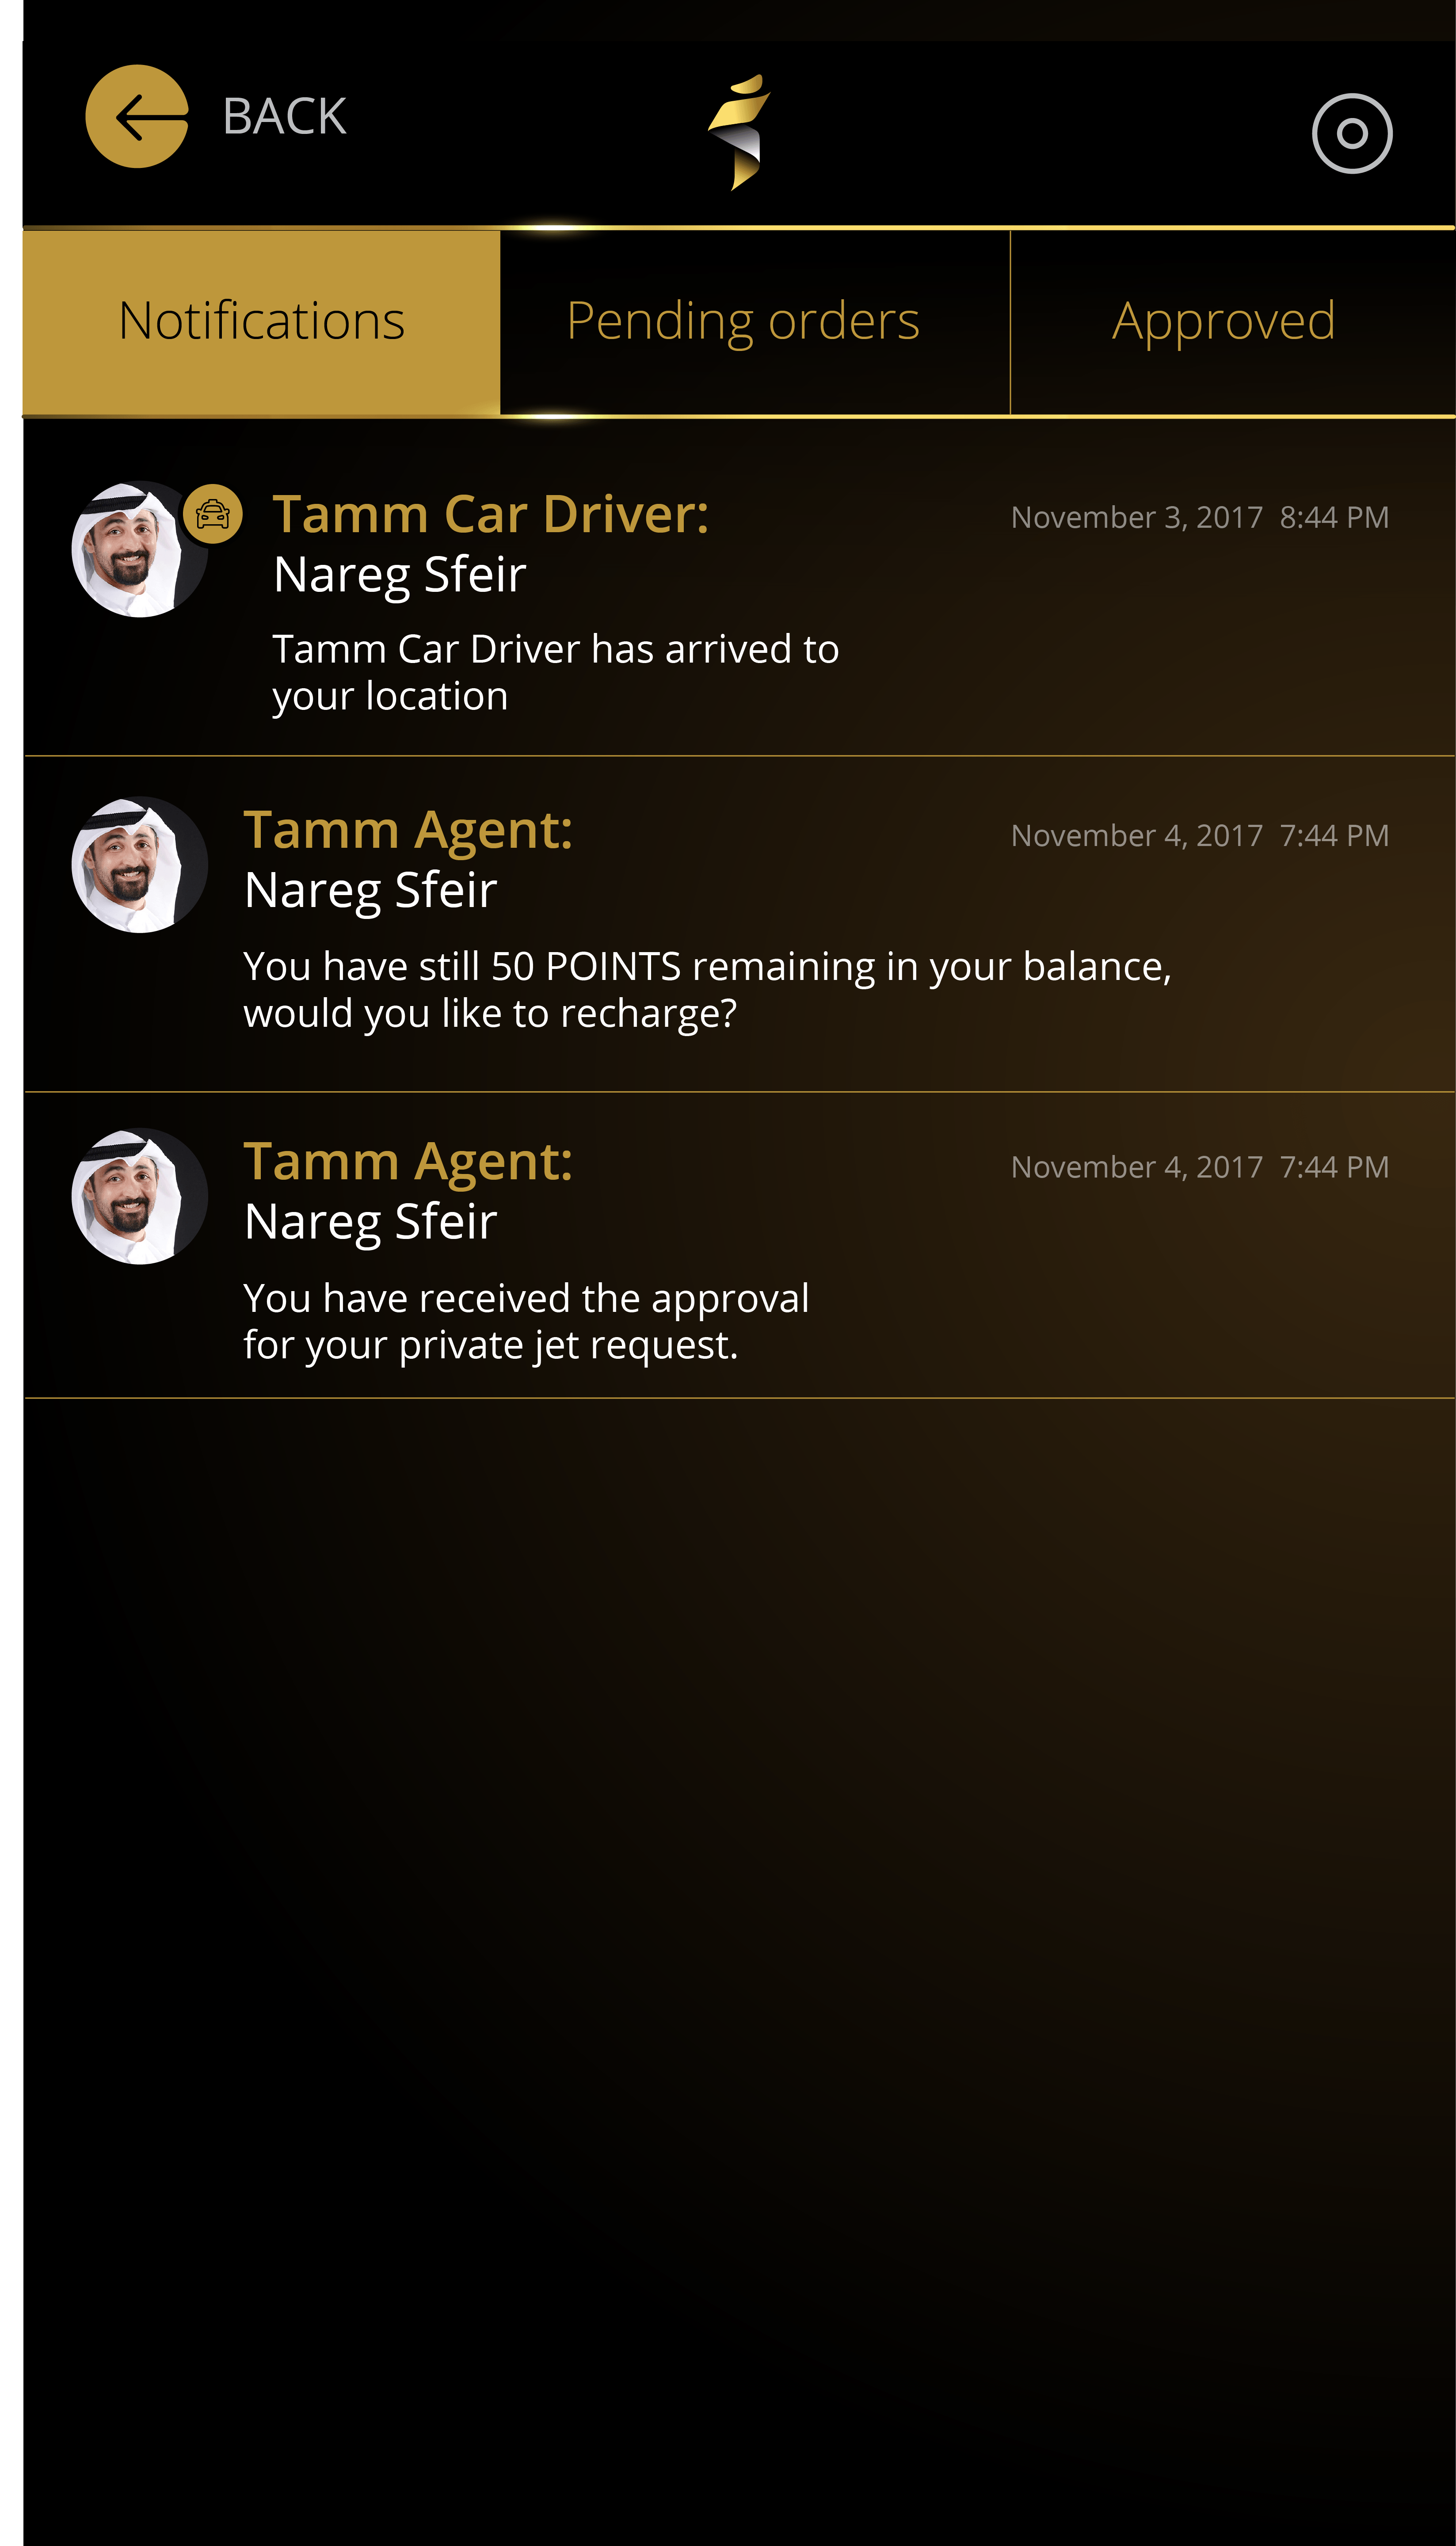 BACK
Notifications
Pending orders
Approved
Tamm Car Driver:
November 3, 2017  8:44 PM
Nareg Sfeir
Tamm Car Driver has arrived to
your location
Tamm Agent:
November 4, 2017  7:44 PM
Nareg Sfeir
You have still 50 POINTS remaining in your balance,
would you like to recharge?
Tamm Agent:
November 4, 2017  7:44 PM
Nareg Sfeir
You have received the approval
for your private jet request.